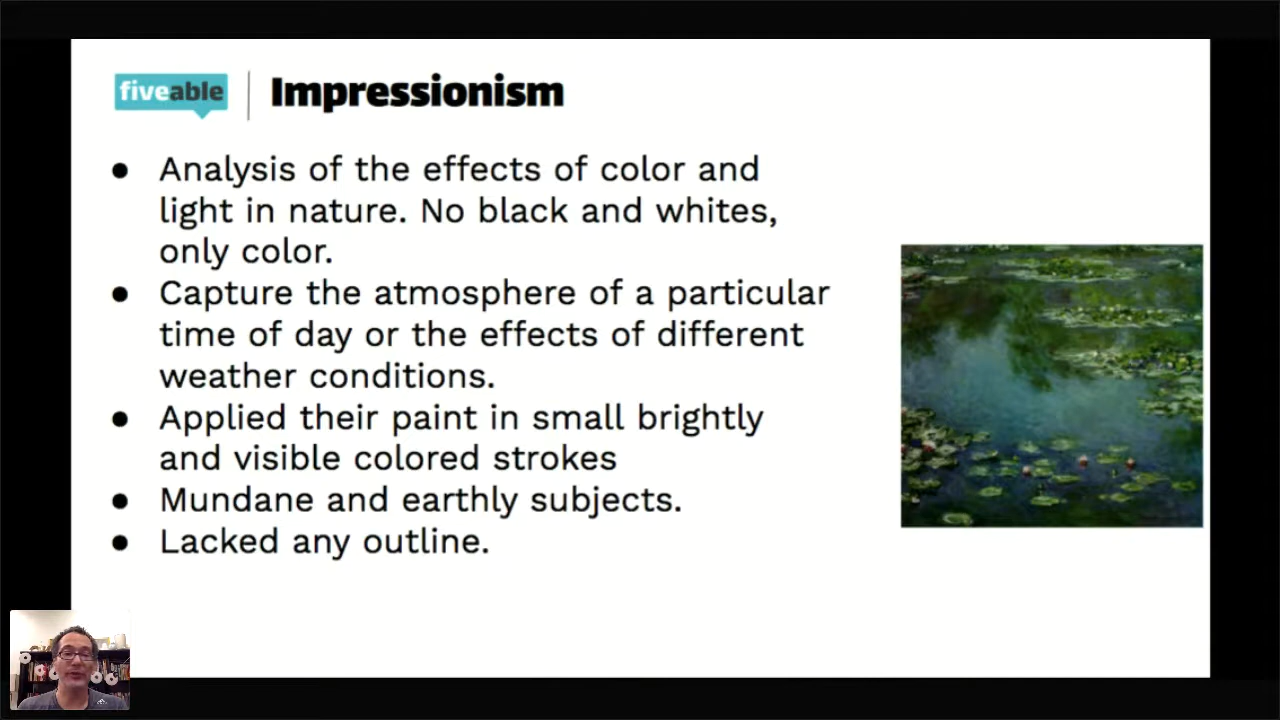 fiveable
Impressionism
● Analysis of the effects of color and
light in nature. No black and whites,
only color.
● Capture the atmosphere of a particular
time of day or the effects of different
weather conditions.
● Applied their paint in small brightly
and visible colored strokes
● Mundane and earthly subjects.
● Lacked any outline.